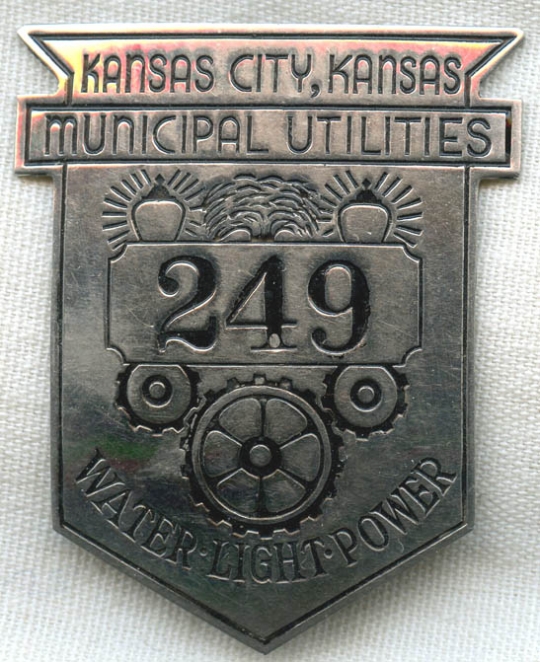 KANSAS CITY, KANSAS
MUNICIPAL UTILITIES
249
WATER·LIGHT·POWER